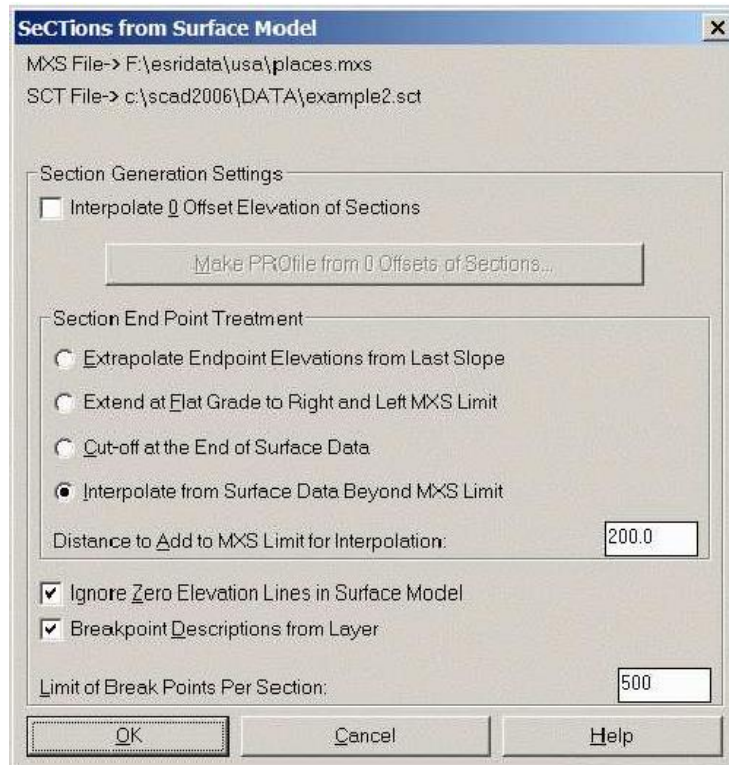 SeCTions from Surface Model
MXS File-> F:\esridata\usa\places.mxs
SCT File-> c:\scad2006\DATA\example2.sct
Section Generation Settings
Interpolate 0 Offset Elevation of Sections
Make PROfile from 0 Offsets of Sections...
Section End Point Treatment
Extrapolate Endpoint Elevations from Last Slope
Extend at Flat Grade to Right and Left MXS Limit
Cut-off at the End of Surface Data
Interpolate from Surface Data Beyond MXS Limit
Distance to Add to MXS Limit for Interpolation: 200.0
Ignore Zero Elevation Lines in Surface Model
Breakpoint Descriptions from Layer
Limit of Break Points Per Section: 500
OK Cancel Help